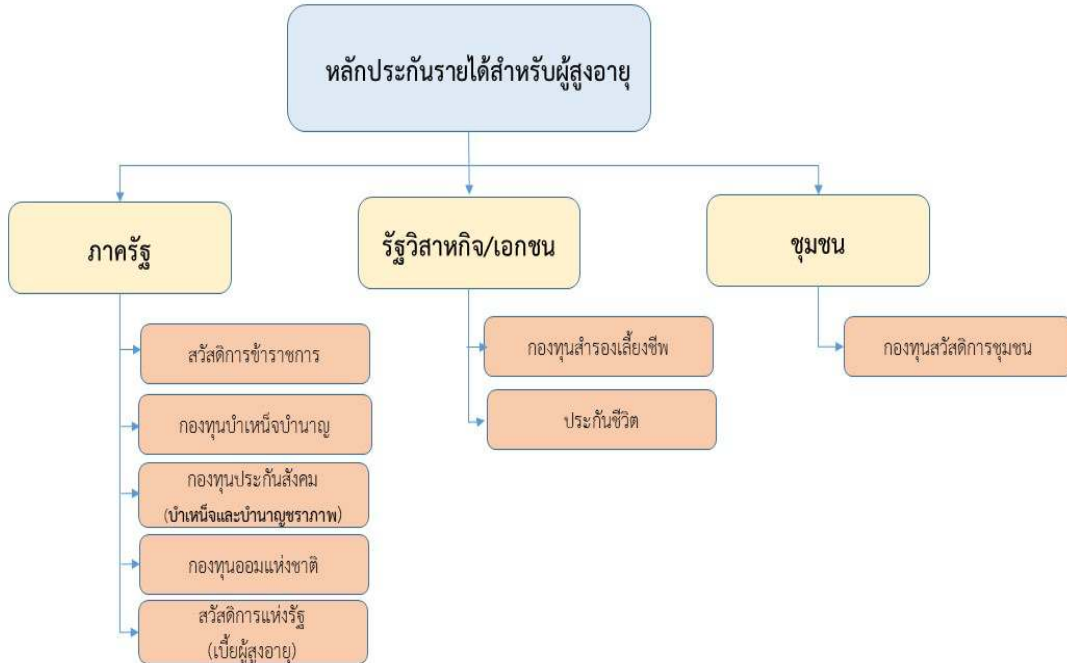 หลักประกันรายได้สำหรับผู้สูงอายุ
ภาครัฐ
สวัสดิการข้าราชการ
กองทุนบำเหน็จบำนาญ
กองทุนประกันสังคม
(บำเหน็จและบำนาญชราภาพ)
กองทุนออมแห่งชาติ
สวัสดิการแห่งรัฐ
(เบี้ยผู้สูงอายุ)
รัฐวิสาหกิจ/เอกชน
กองทุนสำรองเลี้ยงชีพ
ประกันชีวิต
ชุมชน
กองทุนสวัสดิการชุมชน